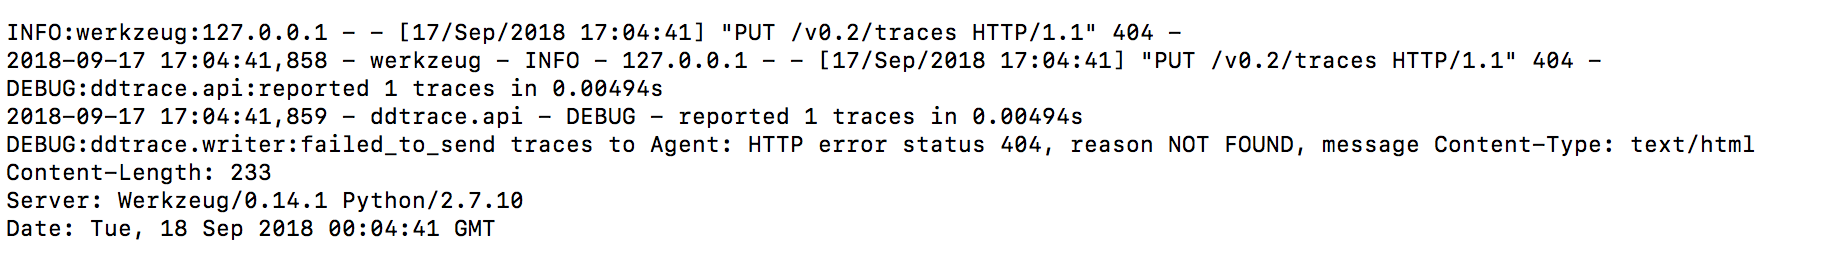 INFO:werkzeug:127.0.0.1 - - [17/Sep/2018 17:04:41] "PUT /v0.2/traces HTTP/1.1" 404 -
2018-09-17 17:04:41,858 - werkzeug - INFO - 127.0.0.1 - - [17/Sep/2018 17:04:41] "PUT /v0.2/traces HTTP/1.1" 404 -
DEBUG:ddtrace.api:reported 1 traces in 0.00494s
2018-09-17 17:04:41,859 - ddtrace.api - DEBUG - reported 1 traces in 0.00494s
DEBUG:ddtrace.writer:failed_to_send traces to Agent: HTTP error status 404, reason NOT FOUND, message Content-Type: text/html
Content-Length: 233
Server: Werkzeug/0.14.1 Python/2.7.10
Date: Tue, 18 Sep 2018 00:04:41 GMT